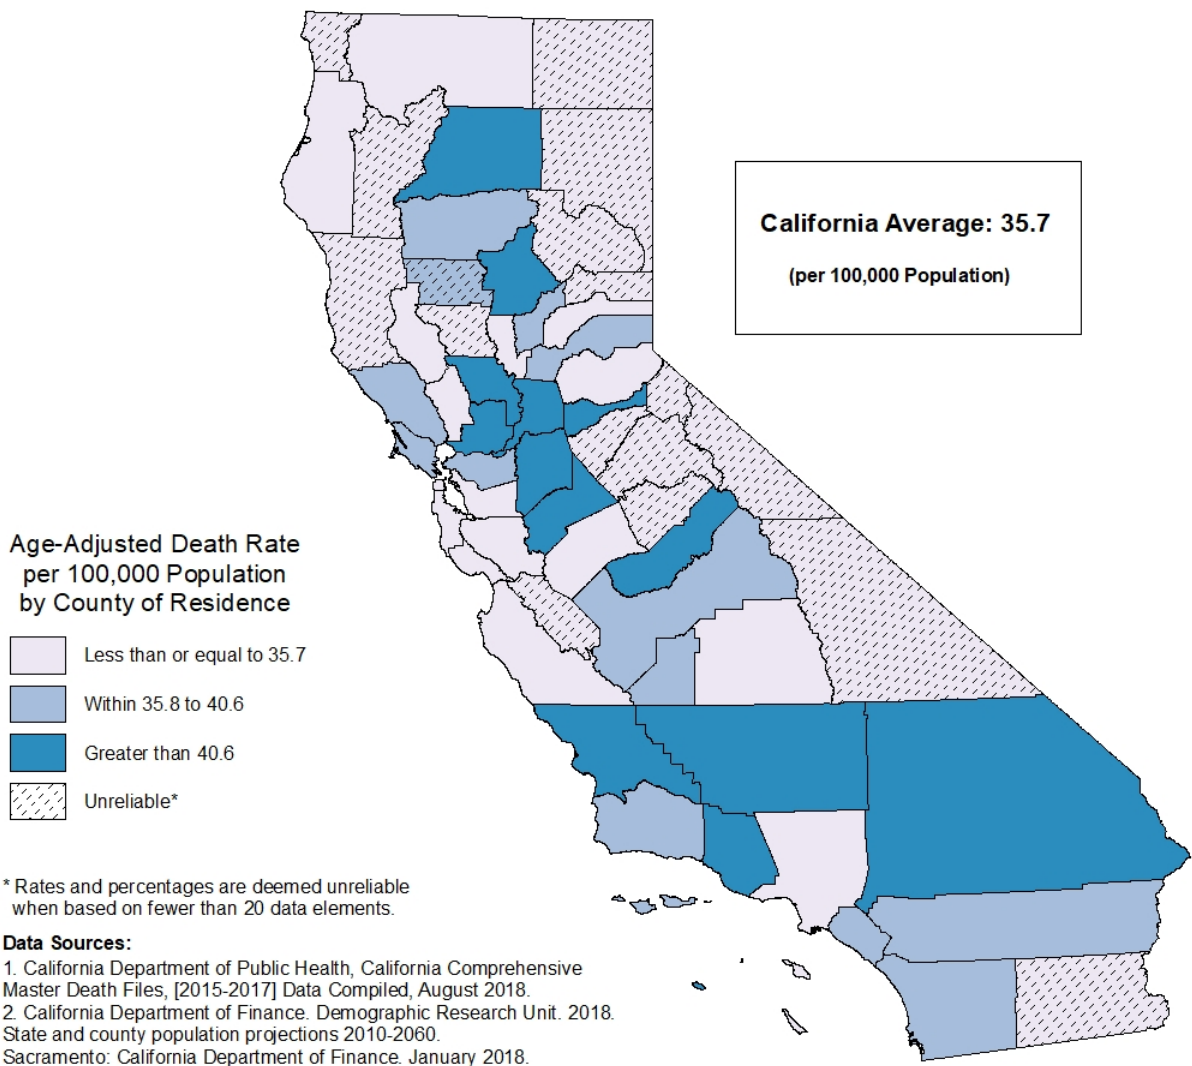 California Average: 35.7
(per 100,000 Population)
Age-Adjusted Death Rate
per 100,000 Population
by County of Residence
Less than or equal to 35.7
Within 35.8 to 40.6
Greater than 40.6
Unreliable*
* Rates and percentages are deemed unreliable
when based on fewer than 20 data elements.
Data Sources:
1. California Department of Public Health, California Comprehensive
Master Death Files, [2015-2017] Data Compiled, August 2018.
2. California Department of Finance. Demographic Research Unit. 2018.
State and county population projections 2010-2060.
Sacramento: California Department of Finance. January 2018.